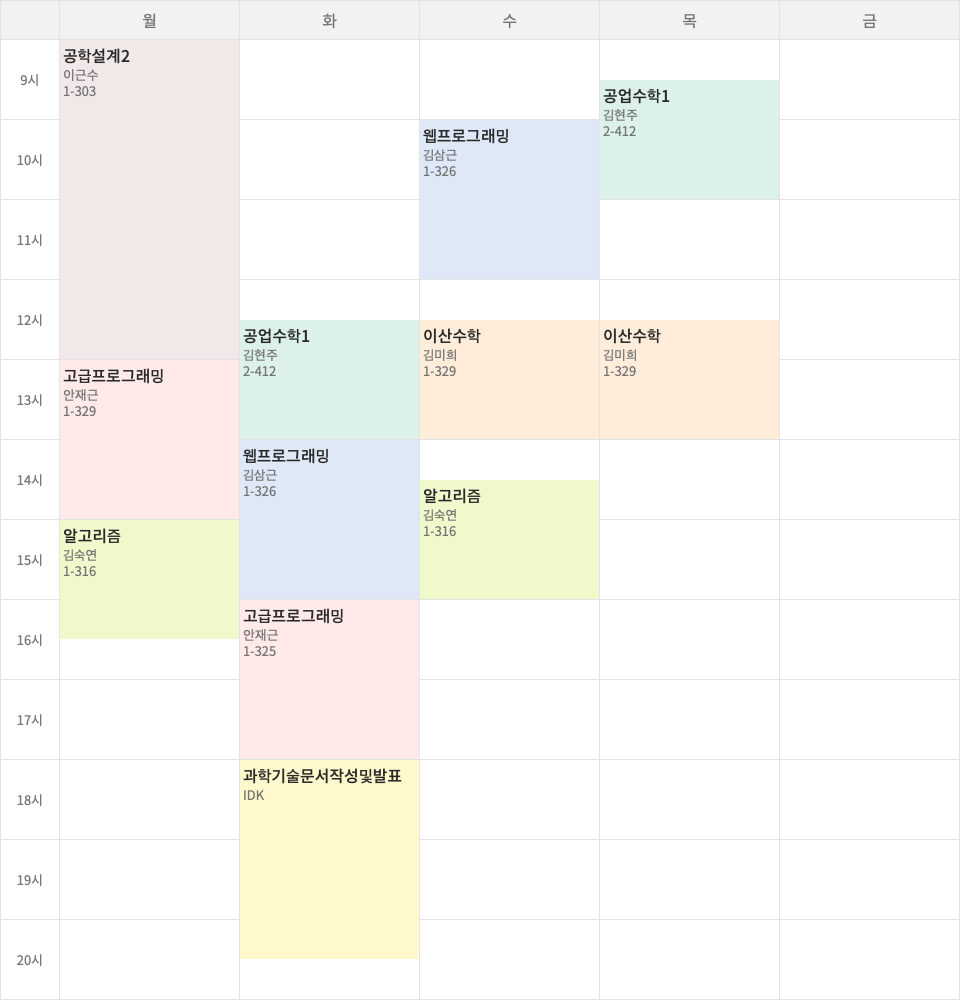 월 화 수 목 금
9시
10시
11시
12시
13시
14시
15시
16시
17시
18시
19시
20시
공학설계2
이근수
1-303
고급프로그래밍
안재근
1-329
알고리즘
김숙연
1-316
공업수학1
김현주
2-412
웹프로그래밍
김삼근
1-326
고급프로그래밍
안재근
1-325
과학기술문서작성및발표
IDK
웹프로그래밍
김삼근
1-326
이산수학
김미희
1-329
알고리즘
김숙연
1-316
공업수학1
김현주
2-412
이산수학
김미희
1-329